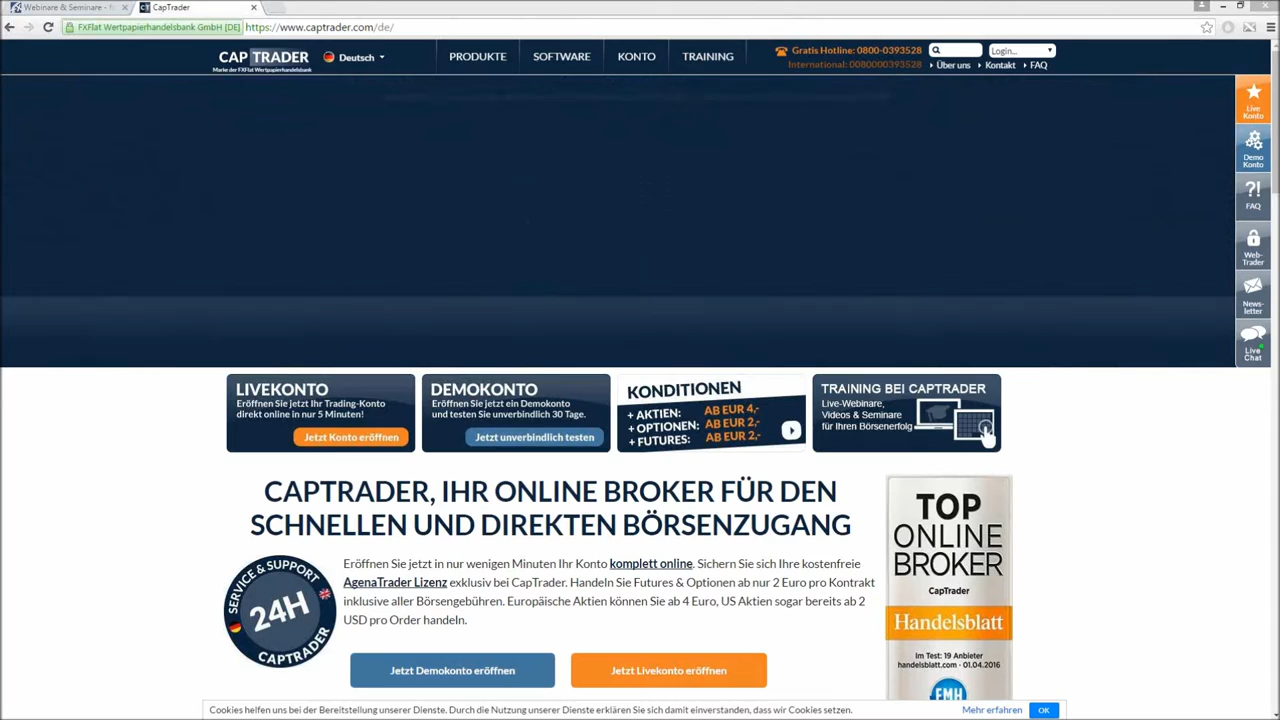 Webinare & Seminare -
CapTrader
FXFlat Wertpapierhandelsbank GmbH [DE]
https://www.captrader.com/de/
CAP TRADER
Marke der FXFlat Wertpapierhandelsbank
Deutsch
PRODUKTE
SOFTWARE
KONTO
TRAINING
Gratis Hotline: 0800-0393528
International: 0080000393528
Login...
Über uns
Kontakt
FAQ
Live
Konto
Demo
Konto
?!
FAQ
Web-
Trader
News-
letter
Live
Chat
LIVEKONTO
Eröffnen Sie jetzt Ihr Trading-Konto
direkt online in nur 5 Minuten!
Jetzt Konto eröffnen
DEMOKONTO
Eröffnen Sie jetzt ein Demokonto
und testen Sie unverbindlich 30 Tage.
Jetzt unverbindlich testen
KONDITIONEN
+ AKTIEN: AB EUR 4,-
+ OPTIONEN: AB EUR 2,-
+ FUTURES: AB EUR 2,-
TRAINING BEI CAPTRADER
Live-Webinare,
Videos & Seminare
für Ihren Börsenerfolg
CAPTRADER, IHR ONLINE BROKER FÜR DEN
SCHNELLEN UND DIREKTEN BÖRSENZUGANG
SERVICE & SUPPORT
24H
CAPTRADER
Eröffnen Sie jetzt in nur wenigen Minuten Ihr Konto komplett online. Sichern Sie sich Ihre kostenfreie
AgenaTrader Lizenz exklusiv bei CapTrader. Handeln Sie Futures & Optionen ab nur 2 Euro pro Kontrakt
inklusive aller Börsengebühren. Europäische Aktien können Sie ab 4 Euro, US Aktien sogar bereits ab 2
USD pro Order handeln.
Jetzt Demokonto eröffnen
Jetzt Livekonto eröffnen
TOP
ONLINE
BROKER
CapTrader
Handelsblatt
Im Test: 19 Anbieter
handelsblatt.com · 01.04.2016
FMH
Cookies helfen uns bei der Bereitstellung unserer Dienste. Durch die Nutzung unserer Dienste erklären Sie sich damit einverstanden, dass wir Cookies setzen.
Mehr erfahren
OK